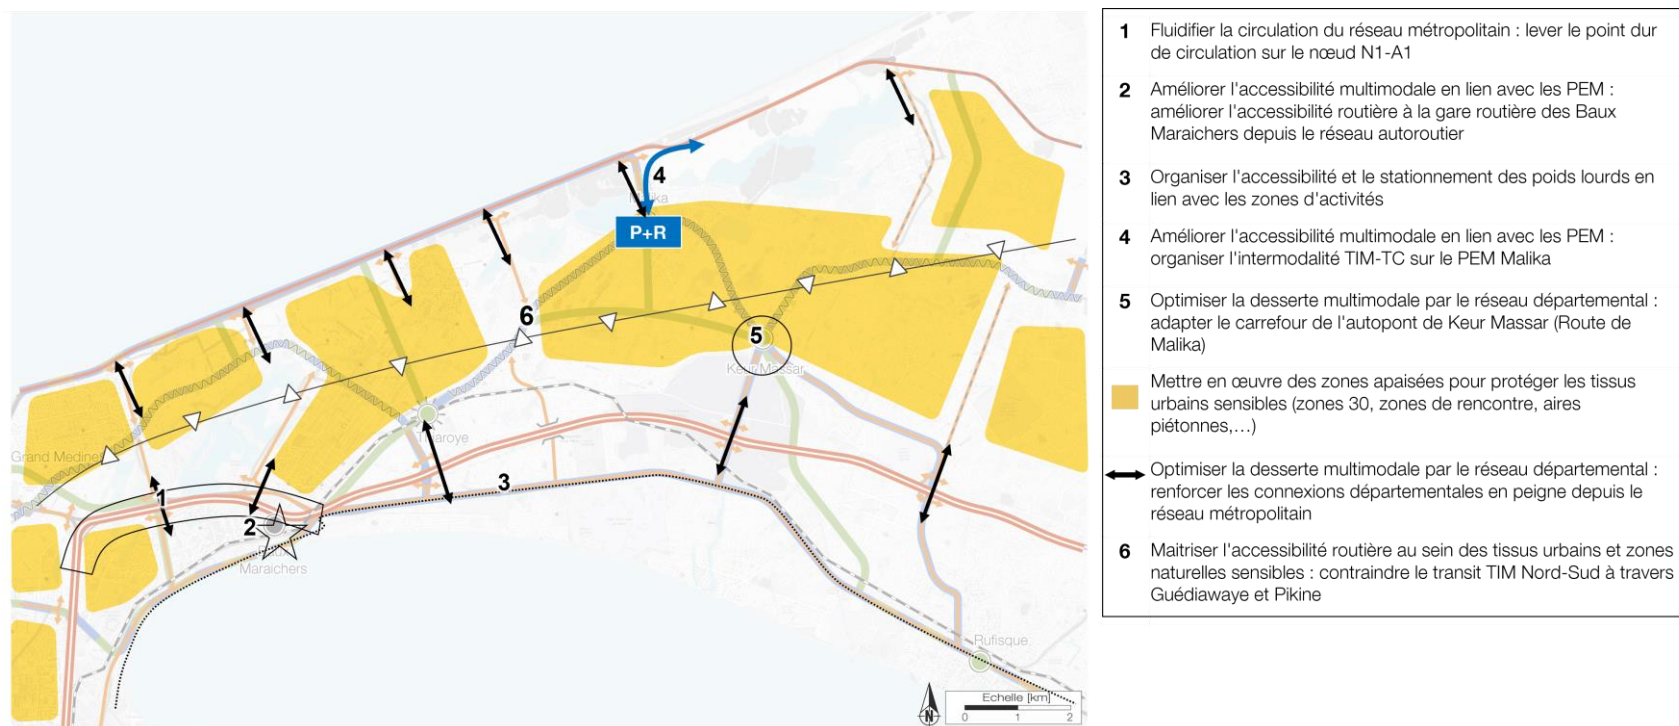 4
Malika
P+R
6
5
Keur Massar
Thiaroye
Grand Medine
1
3
2
Baux
Maraichers
Rufisque
N
Echelle [km]
0 1 2
1 Fluidifier la circulation du réseau métropolitain : lever le point dur
de circulation sur le nœud N1-A1
2 Améliorer l'accessibilité multimodale en lien avec les PEM :
améliorer l'accessibilité routière à la gare routière des Baux
Maraichers depuis le réseau autoroutier
3 Organiser l'accessibilité et le stationnement des poids lourds en
lien avec les zones d'activités
4 Améliorer l'accessibilité multimodale en lien avec les PEM :
organiser l'intermodalité TIM-TC sur le PEM Malika
5 Optimiser la desserte multimodale par le réseau départemental :
adapter le carrefour de l'autopont de Keur Massar (Route de
Malika)
Mettre en œuvre des zones apaisées pour protéger les tissus
urbains sensibles (zones 30, zones de rencontre, aires
piétonnes,…)
Optimiser la desserte multimodale par le réseau départemental :
renforcer les connexions départementales en peigne depuis le
réseau métropolitain
6 Maitriser l'accessibilité routière au sein des tissus urbains et zones
naturelles sensibles : contraindre le transit TIM Nord-Sud à travers
Guédiawaye et Pikine